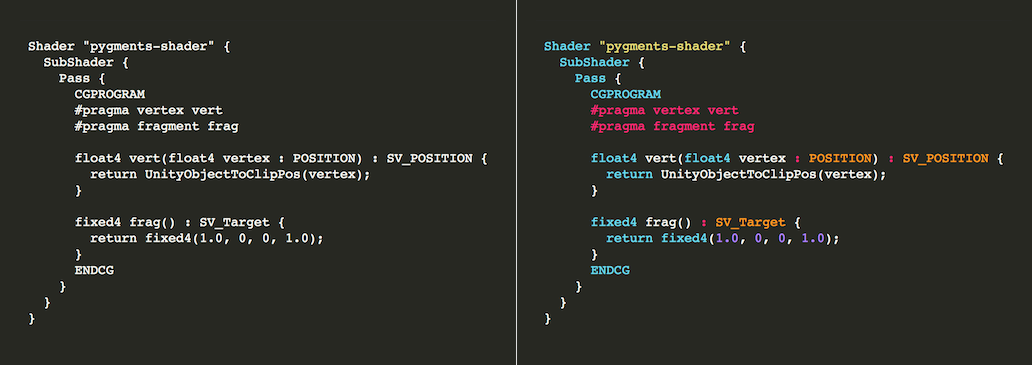 Shader "pygments-shader" {
  SubShader {
    Pass {
      CGPROGRAM
      #pragma vertex vert
      #pragma fragment frag

      float4 vert(float4 vertex : POSITION) : SV_POSITION {
        return UnityObjectToClipPos(vertex);
      }

      fixed4 frag() : SV_Target {
        return fixed4(1.0, 0, 0, 1.0);
      }
      ENDCG
    }
  }
}
Shader "pygments-shader" {
  SubShader {
    Pass {
      CGPROGRAM
      #pragma vertex vert
      #pragma fragment frag

      float4 vert(float4 vertex : POSITION) : SV_POSITION {
        return UnityObjectToClipPos(vertex);
      }

      fixed4 frag() : SV_Target {
        return fixed4(1.0, 0, 0, 1.0);
      }
      ENDCG
    }
  }
}